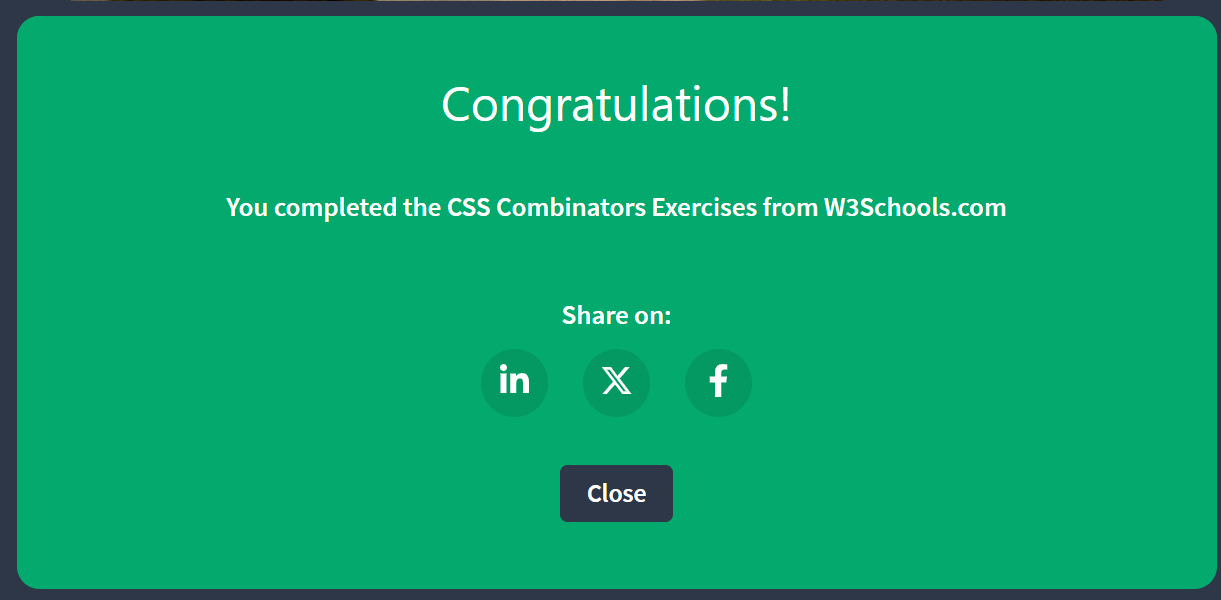 Congratulations!
You completed the CSS Combinators Exercises from W3Schools.com
Share on:
in X f
Close